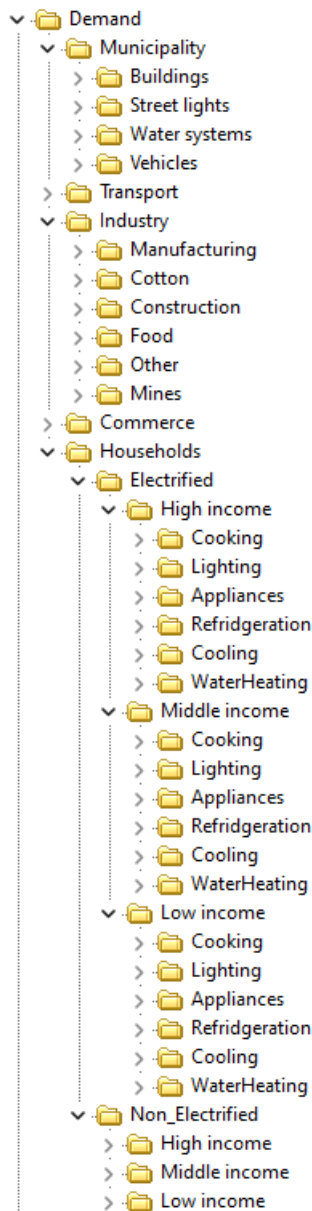 Demand
Municipality
Buildings
Street lights
Water systems
Vehicles
Transport
Industry
Manufacturing
Cotton
Construction
Food
Other
Mines
Commerce
Households
Electrified
High income
Cooking
Lighting
Appliances
Refridgeration
Cooling
WaterHeating
Middle income
Cooking
Lighting
Appliances
Refridgeration
Cooling
WaterHeating
Low income
Cooking
Lighting
Appliances
Refridgeration
Cooling
WaterHeating
Non_Electrified
High income
Middle income
Low income